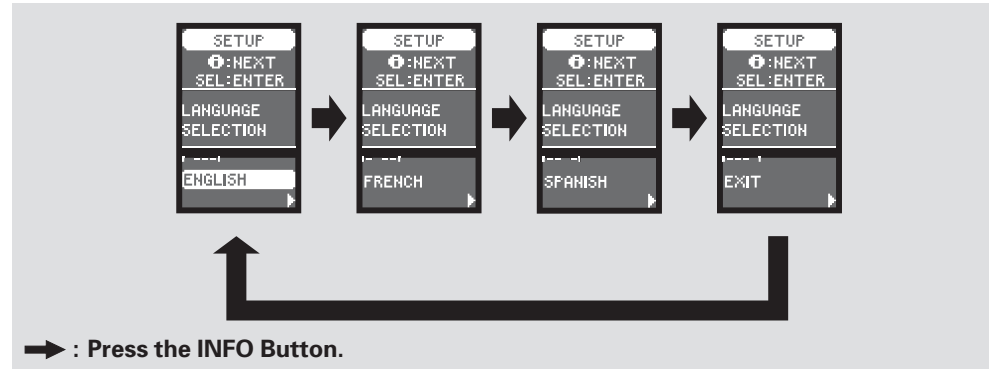 SETUP
ℹ:NEXT
SEL:ENTER
LANGUAGE
SELECTION
ENGLISH
SETUP
ℹ:NEXT
SEL:ENTER
LANGUAGE
SELECTION
FRENCH
SETUP
ℹ:NEXT
SEL:ENTER
LANGUAGE
SELECTION
SPANISH
SETUP
ℹ:NEXT
SEL:ENTER
LANGUAGE
SELECTION
EXIT
: Press the INFO Button.